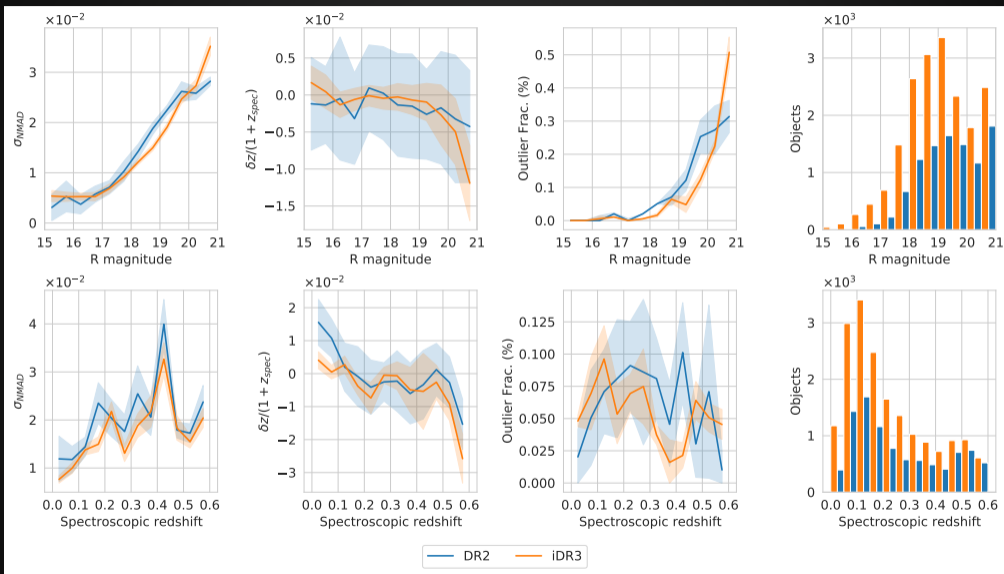 ×10⁻²
σNMAD
3
2
1
0
15 16 17 18 19 20 21
R magnitude
×10⁻²
δz/(1 + zspec)
0.5
0.0
−0.5
−1.0
−1.5
15 16 17 18 19 20 21
R magnitude
Outlier Frac. (%)
0.5
0.4
0.3
0.2
0.1
0.0
15 16 17 18 19 20 21
R magnitude
×10³
Objects
3
2
1
0
15 16 17 18 19 20 21
R magnitude
×10⁻²
σNMAD
4
3
2
1
0.0 0.1 0.2 0.3 0.4 0.5 0.6
Spectroscopic redshift
×10⁻²
δz/(1 + zspec)
2
1
0
−1
−2
−3
0.0 0.1 0.2 0.3 0.4 0.5 0.6
Spectroscopic redshift
Outlier Frac. (%)
0.125
0.100
0.075
0.050
0.025
0.000
0.0 0.1 0.2 0.3 0.4 0.5 0.6
Spectroscopic redshift
×10³
Objects
3
2
1
0
0.0 0.1 0.2 0.3 0.4 0.5 0.6
Spectroscopic redshift
DR2 iDR3